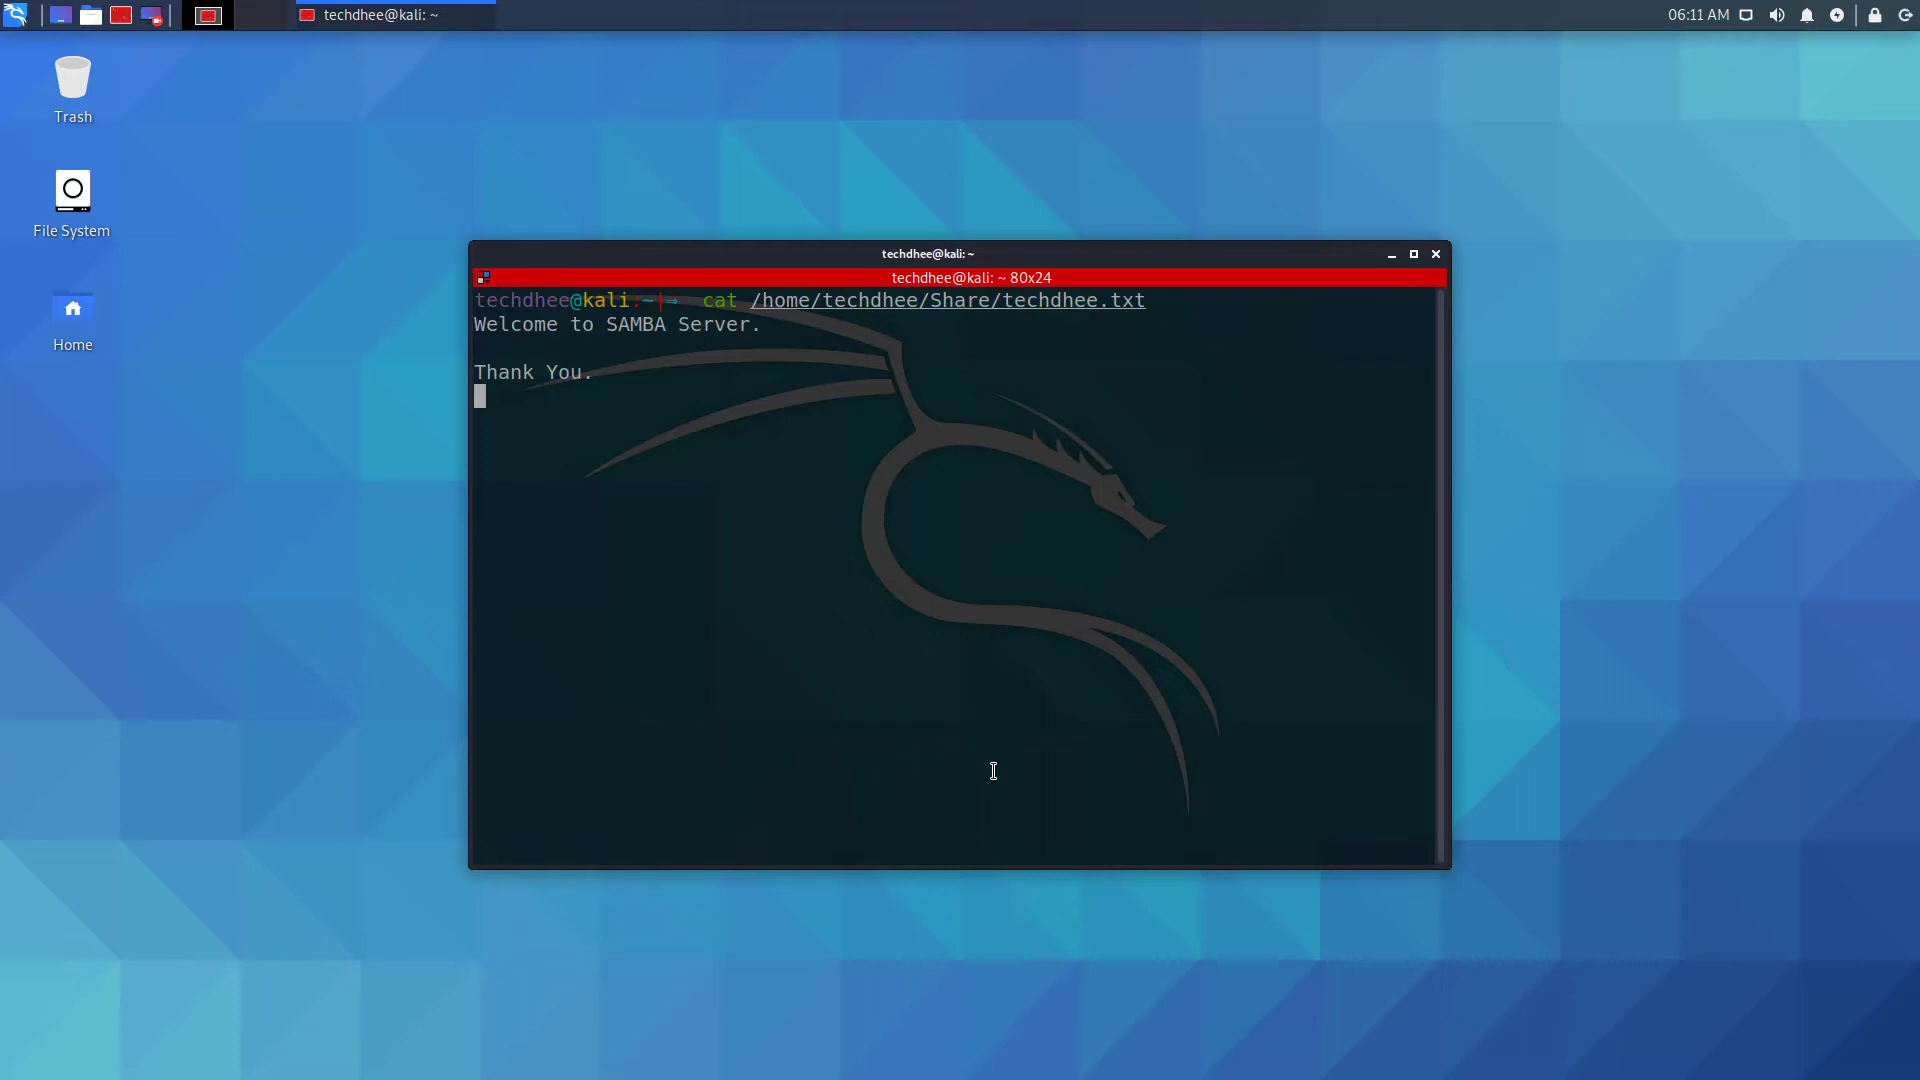 techdhee@kali: ~
06:11 AM
Trash
File System
Home
techdhee@kali: ~
techdhee@kali: ~ 80x24
techdhee@kali:~|⇒ cat /home/techdhee/Share/techdhee.txt
Welcome to SAMBA Server.
Thank You.